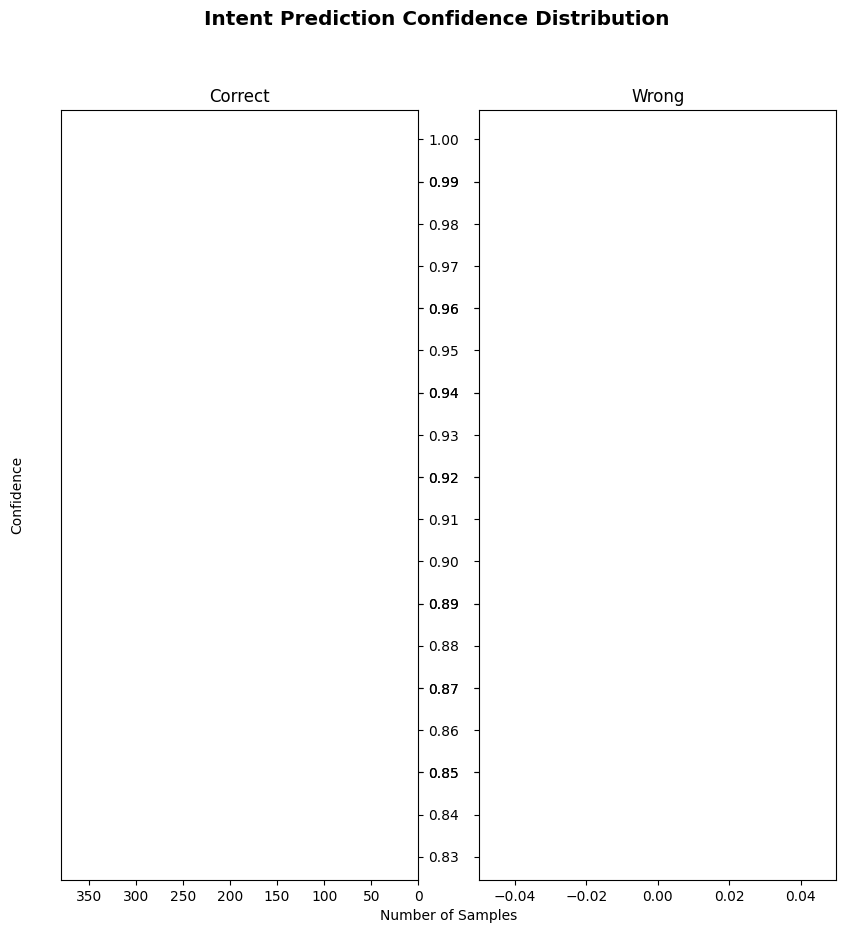 Intent Prediction Confidence Distribution
Correct
Wrong
1.00
0.99
0.98
0.97
0.96
0.95
0.94
0.93
0.92
0.91
0.90
0.89
0.88
0.87
0.86
0.85
0.84
0.83
Confidence
350 300 250 200 150 100 50 0
−0.04 −0.02 0.00 0.02 0.04
Number of Samples